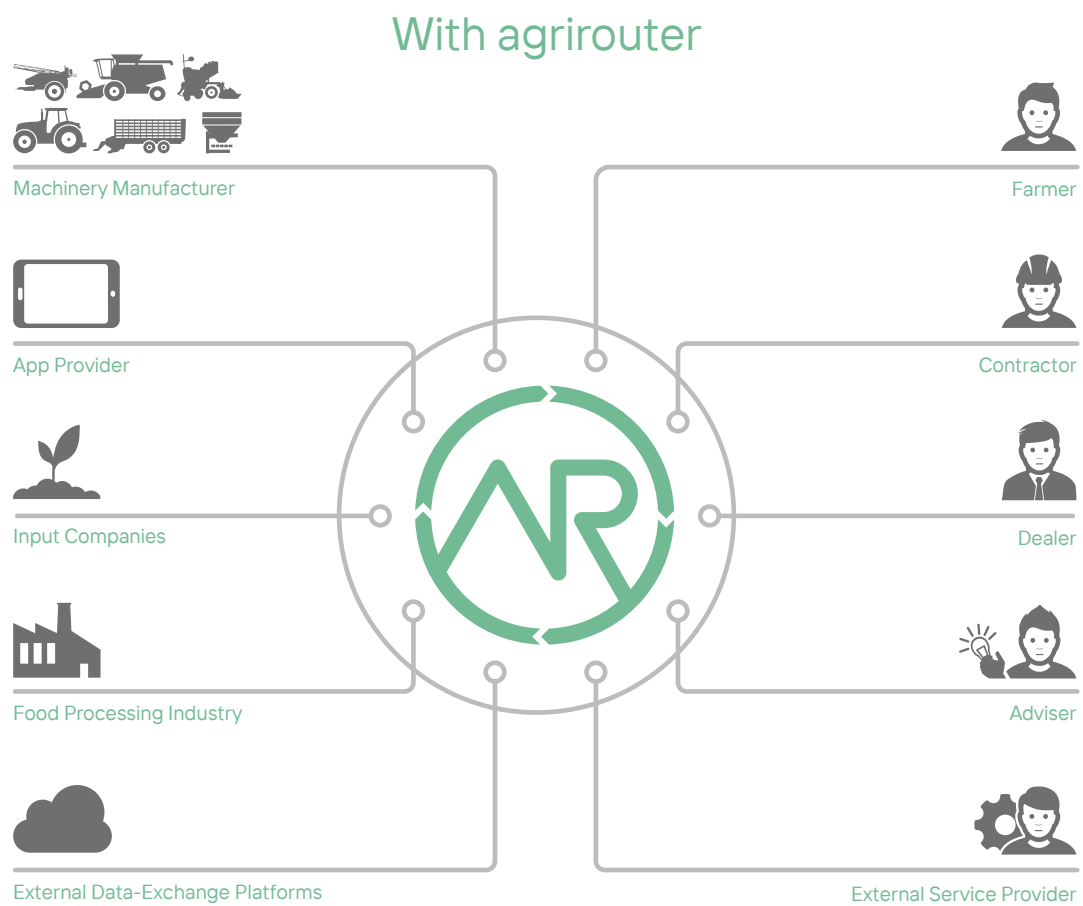 With agrirouter
Machinery Manufacturer
Farmer
App Provider
Contractor
Input Companies
Dealer
Food Processing Industry
Adviser
External Data-Exchange Platforms
External Service Provider
AR